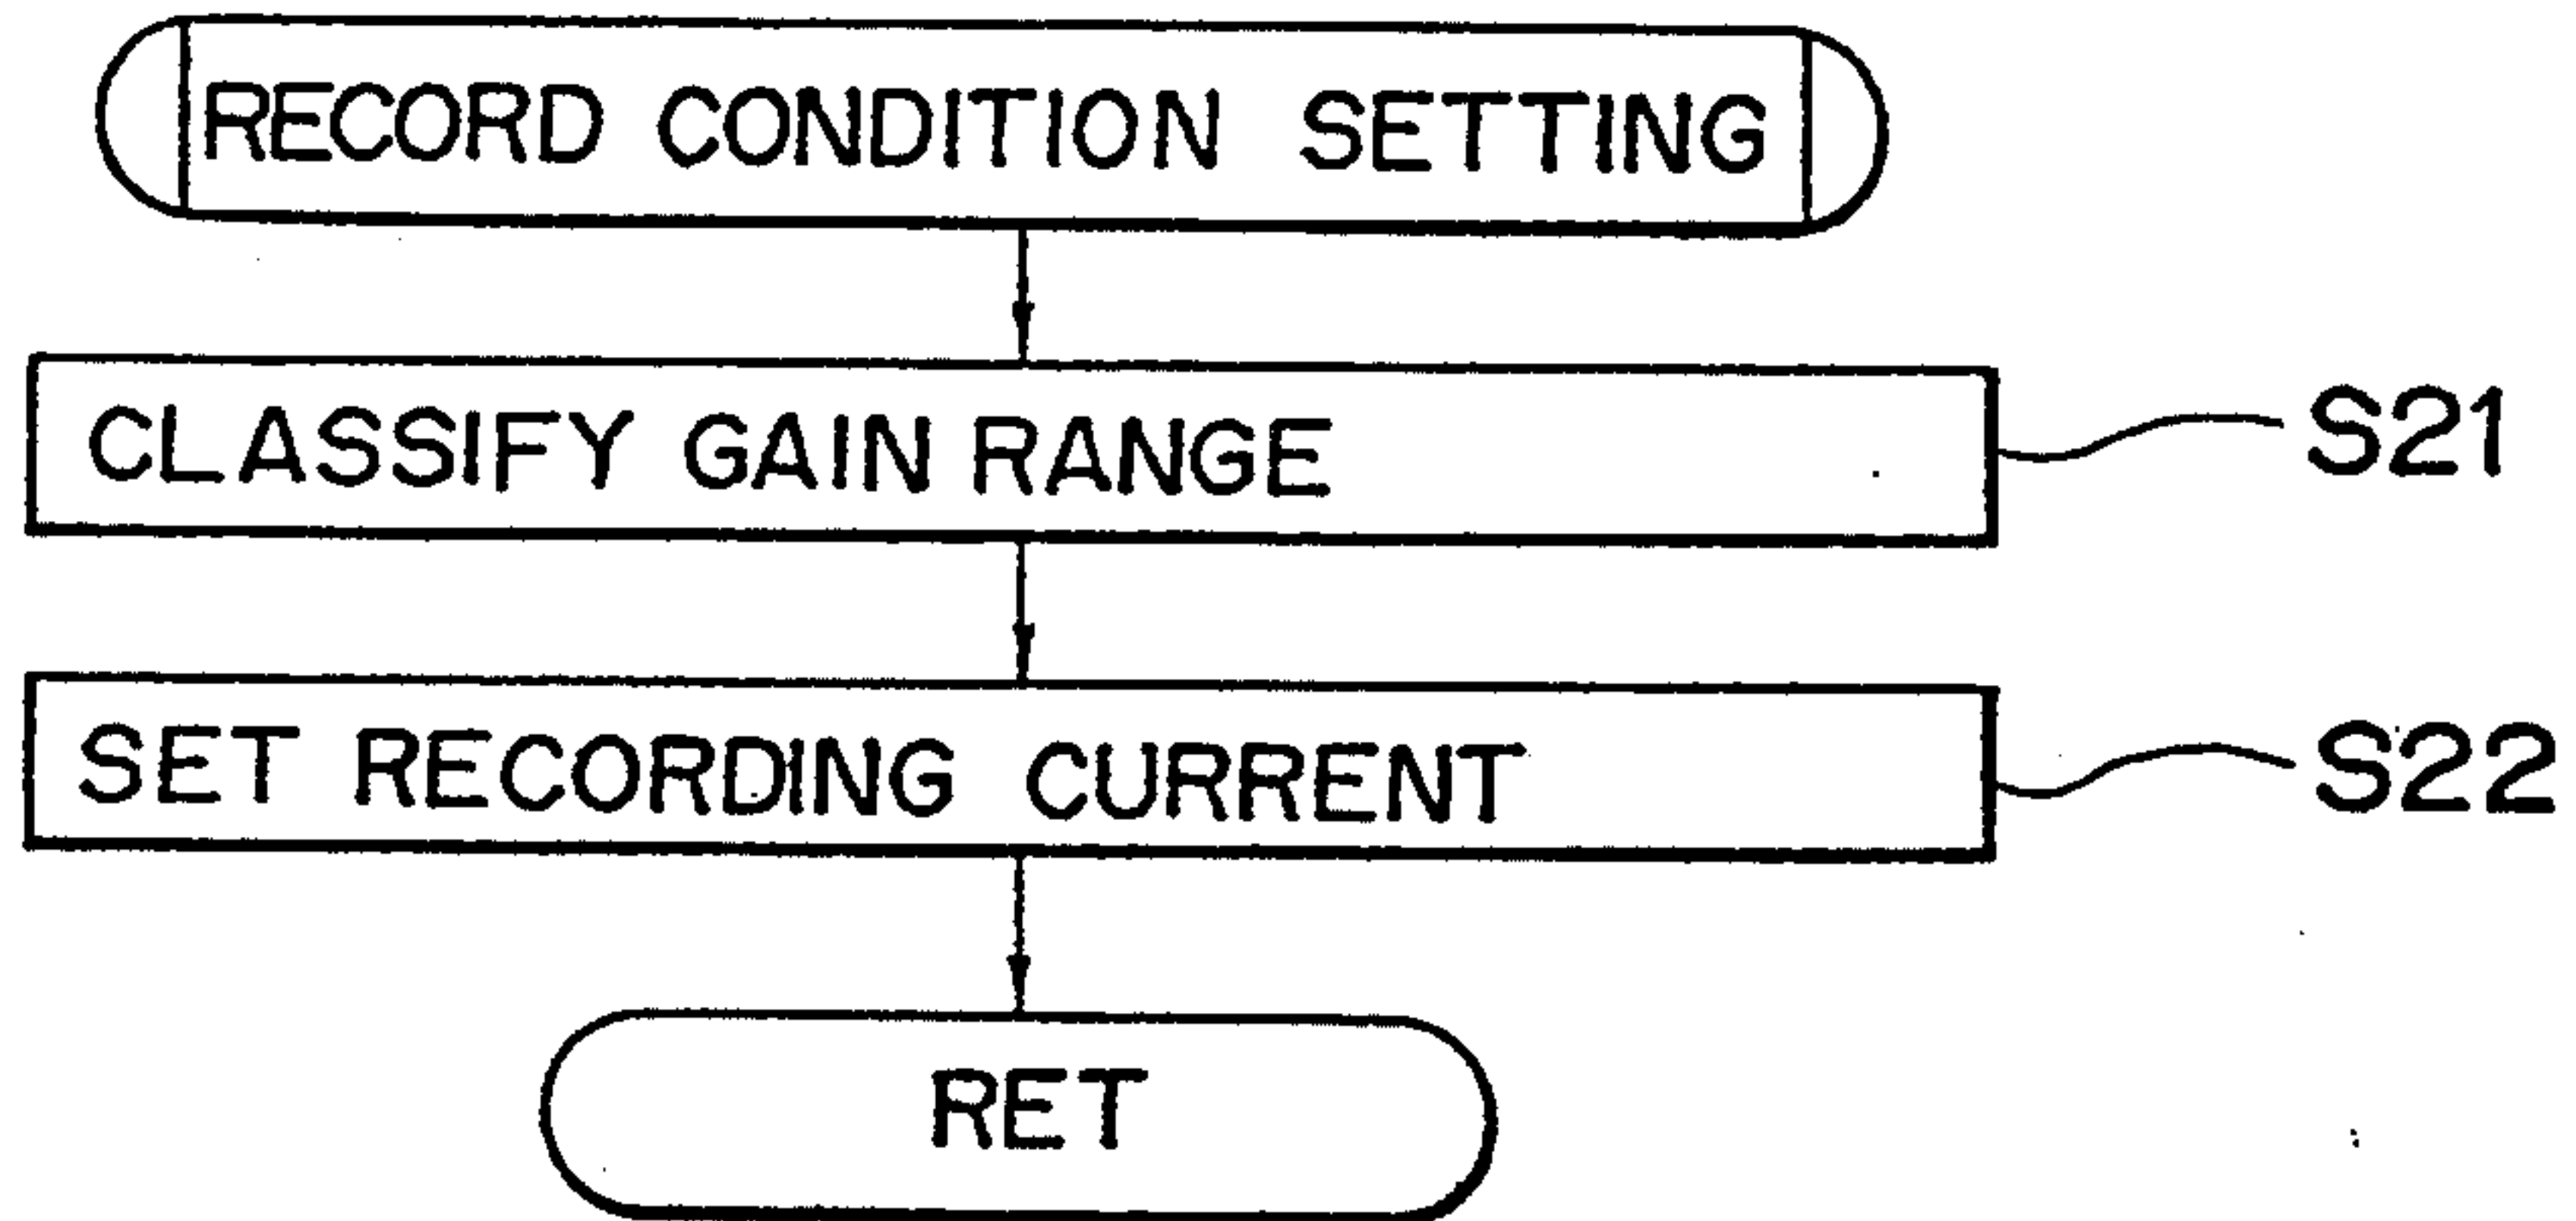 RECORD CONDITION SETTING
CLASSIFY GAIN RANGE S21
SET RECORDING CURRENT S22
RET